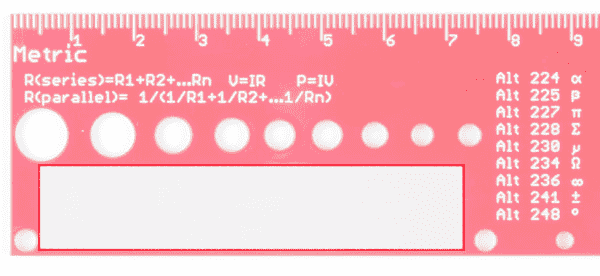 1 2 3 4 5 6 7 8 9
Metric
R(series)=R1+R2+...Rn V=IR P=IV
R(parallel)= 1/(1/R1+1/R2+...1/Rn)
Alt 224 α
Alt 225 β
Alt 227 π
Alt 228 Σ
Alt 230 µ
Alt 234 Ω
Alt 236 ∞
Alt 241 ±
Alt 248 °